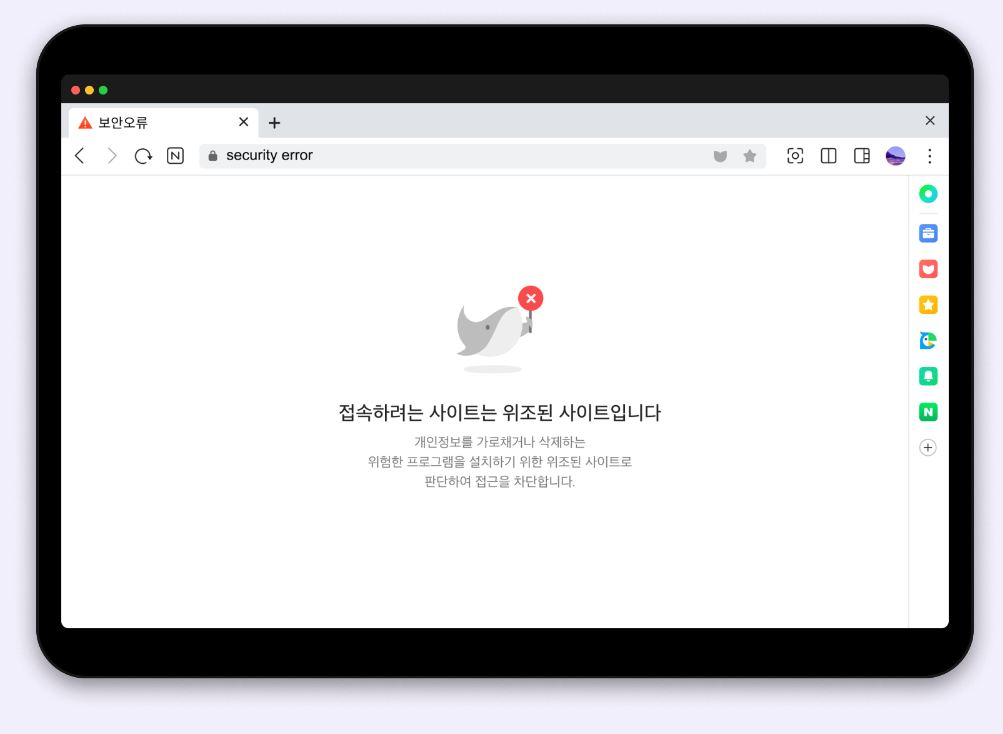 보안오류
N
security error
접속하려는 사이트는 위조된 사이트입니다
개인정보를 가로채거나 삭제하는
위험한 프로그램을 설치하기 위한 위조된 사이트로
판단하여 접근을 차단합니다.
N